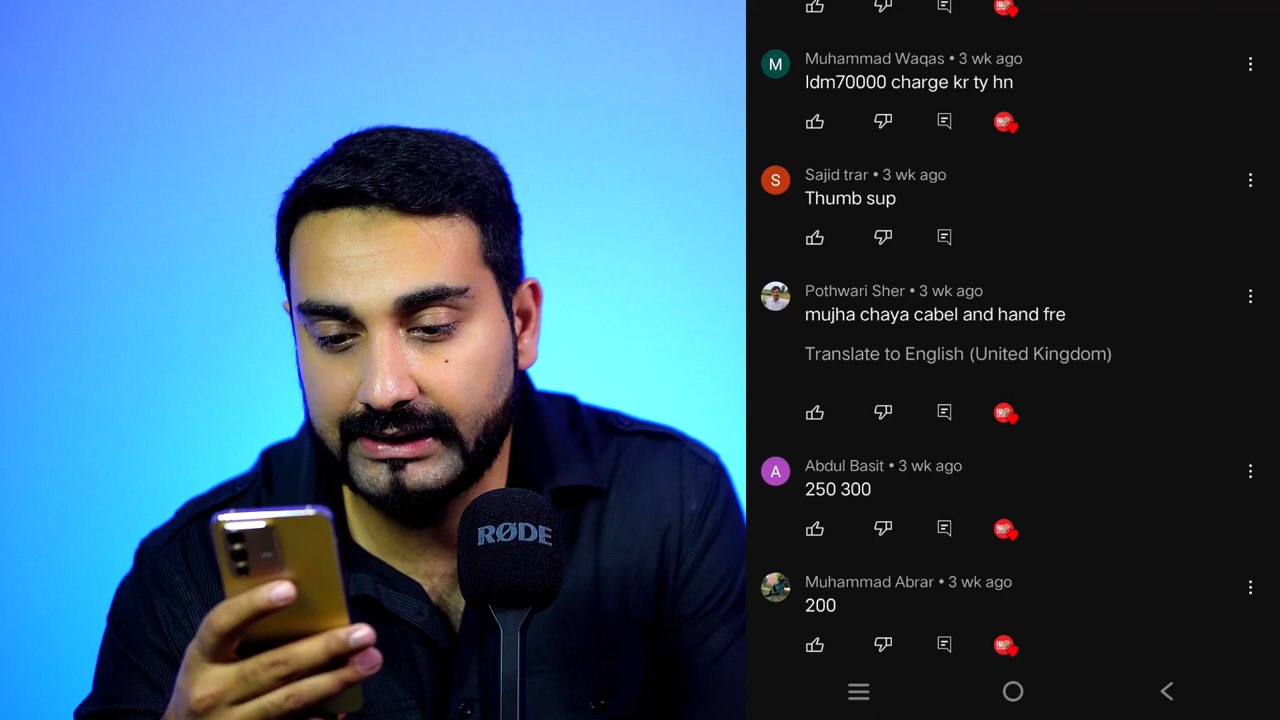 Muhammad Waqas • 3 wk ago
ldm70000 charge kr ty hn
Sajid trar • 3 wk ago
Thumb sup
Pothwari Sher • 3 wk ago
mujha chaya cabel and hand fre
Translate to English (United Kingdom)
Abdul Basit • 3 wk ago
250 300
Muhammad Abrar • 3 wk ago
200
RØDE
M
S
A